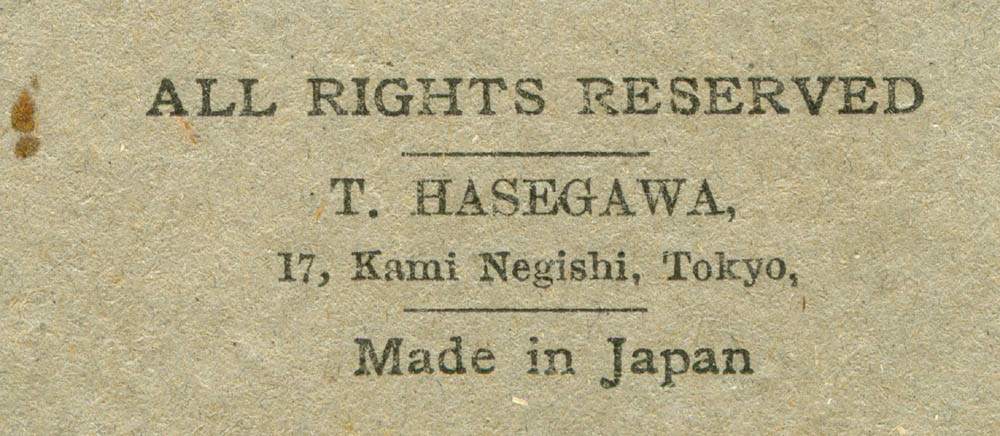 ALL RIGHTS RESERVED
T. HASEGAWA,
17, Kami Negishi, Tokyo,
Made in Japan